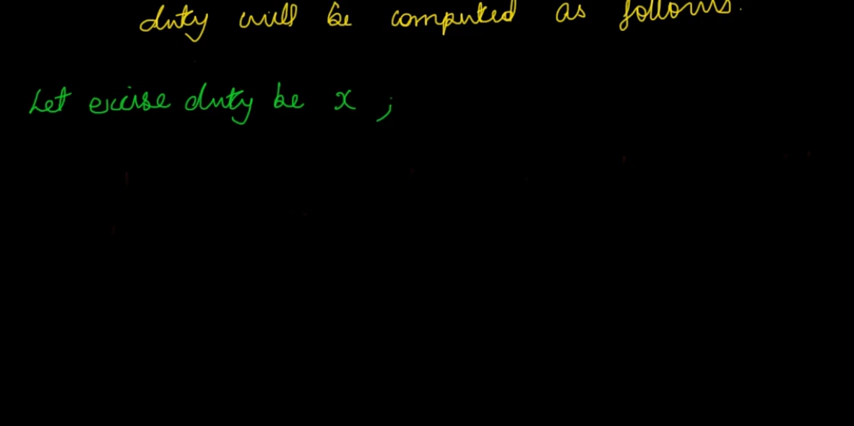 duty will be computed as follows.
Let excise duty be x ;